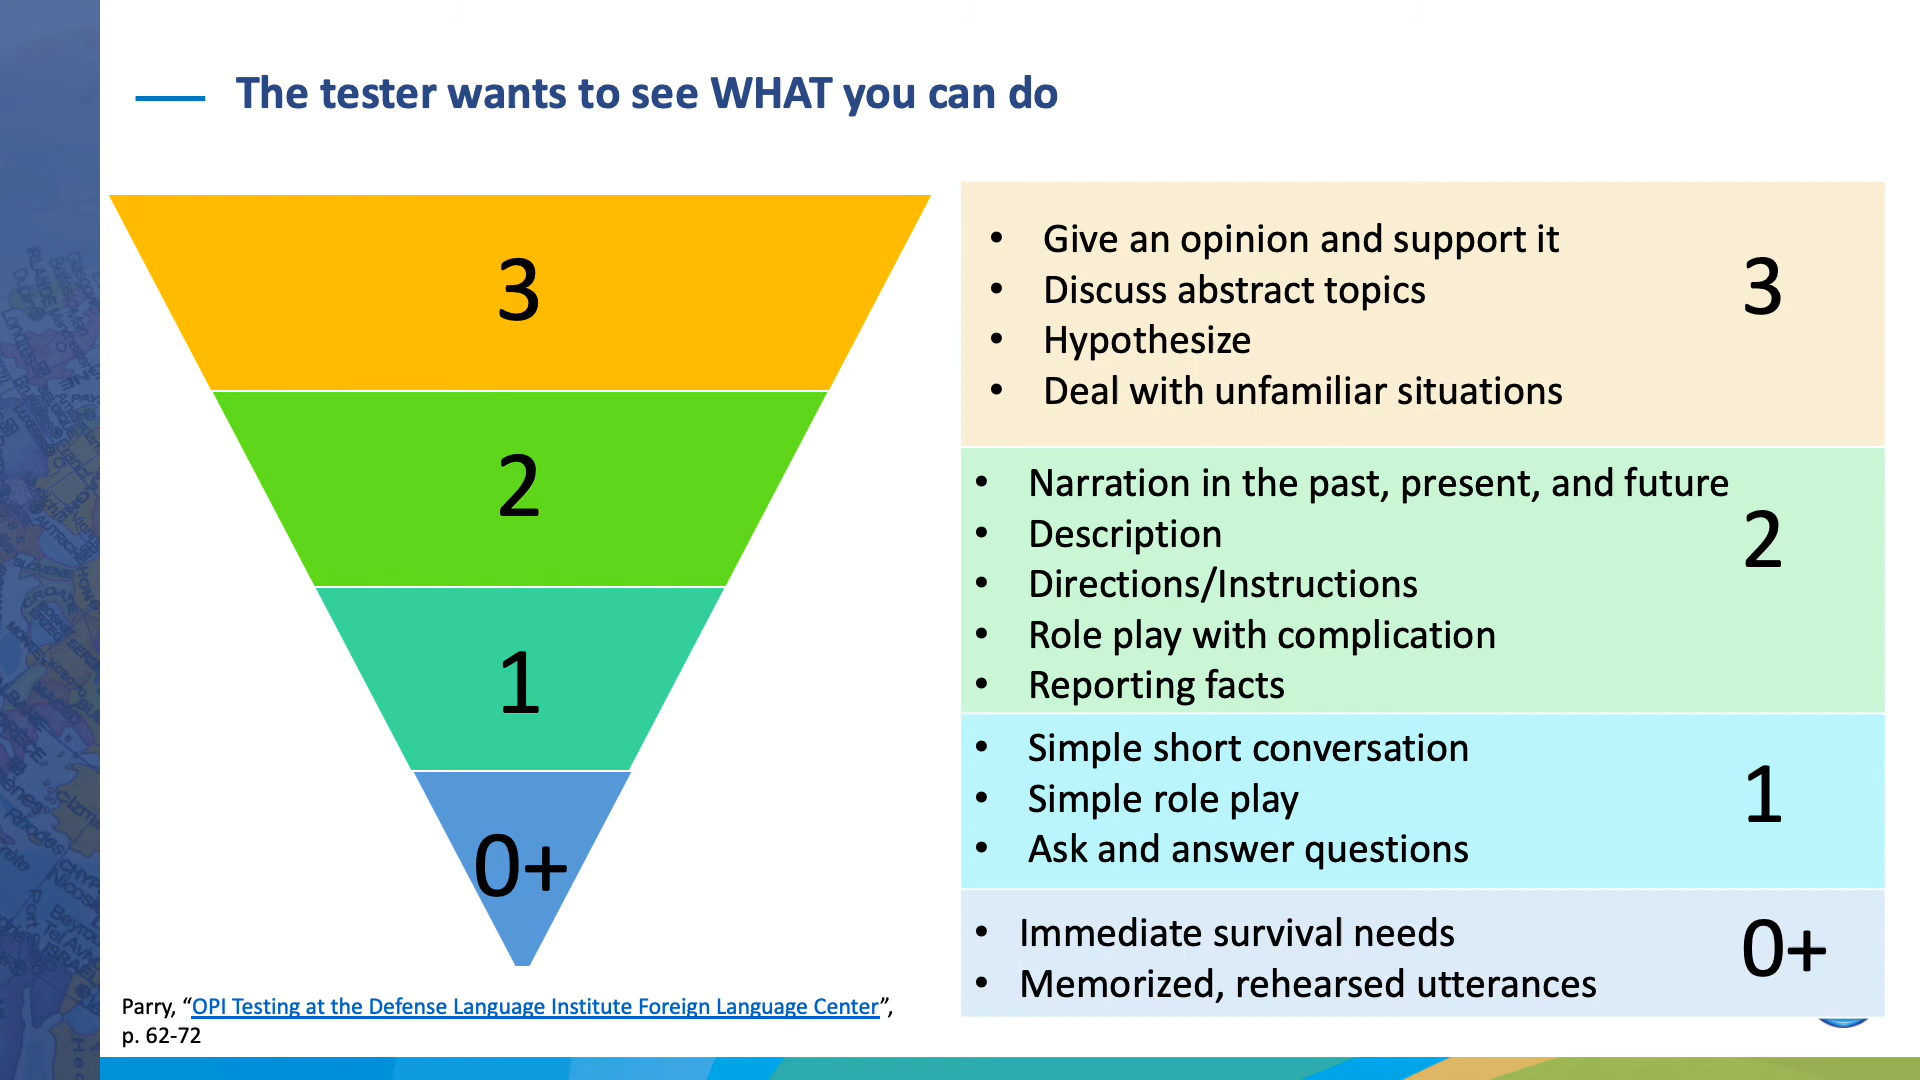 The tester wants to see WHAT you can do
3
2
1
0+
• Give an opinion and support it
• Discuss abstract topics
• Hypothesize
• Deal with unfamiliar situations
3
• Narration in the past, present, and future
• Description
• Directions/Instructions
• Role play with complication
• Reporting facts
2
• Simple short conversation
• Simple role play
• Ask and answer questions
1
• Immediate survival needs
• Memorized, rehearsed utterances
0+
Parry, “OPI Testing at the Defense Language Institute Foreign Language Center”,
p. 62-72